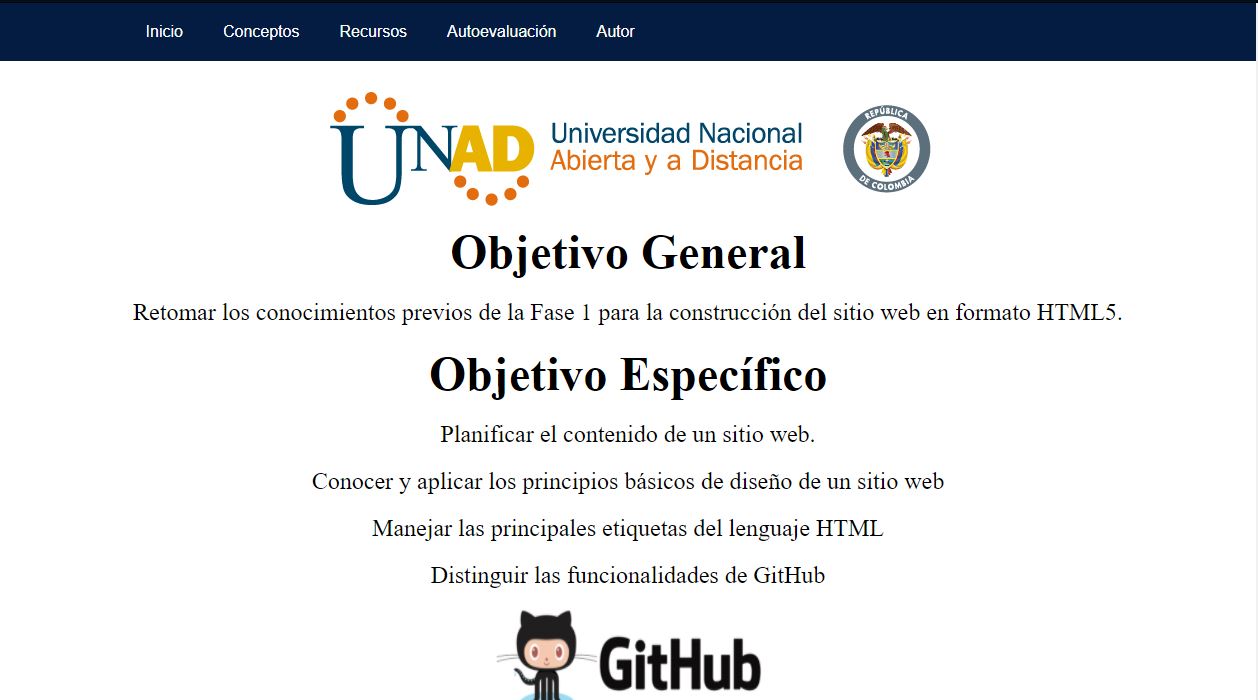 Inicio Conceptos Recursos Autoevaluación Autor
UNAD
Universidad Nacional
Abierta y a Distancia
REPÚBLICA
DE COLOMBIA
Objetivo General
Retomar los conocimientos previos de la Fase 1 para la construcción del sitio web en formato HTML5.
Objetivo Específico
Planificar el contenido de un sitio web.
Conocer y aplicar los principios básicos de diseño de un sitio web
Manejar las principales etiquetas del lenguaje HTML
Distinguir las funcionalidades de GitHub
GitHub